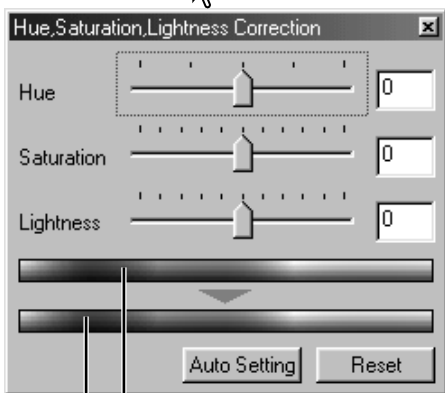 Hue,Saturation,Lightness Correction
Hue 0
Saturation 0
Lightness 0
Auto Setting Reset